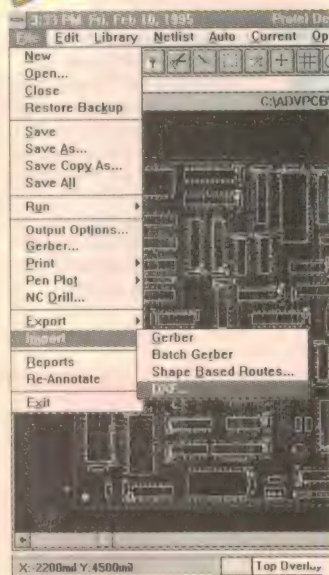 3:33 PM Fri, Feb 10, 1995 Protel
File Edit Library Netlist Auto Current Op
C:\ADVPCB
New
Open...
Close
Restore Backup
Save
Save As...
Save Copy As...
Save All
Run
Output Options...
Gerber...
Print
Pen Plot
NC Drill...
Export
Import
Reports
Re-Annotate
Exit
Gerber
Batch Gerber
Shape Based Routes...
DXF...
X:-2200mil Y:4500mil
Top Overlay